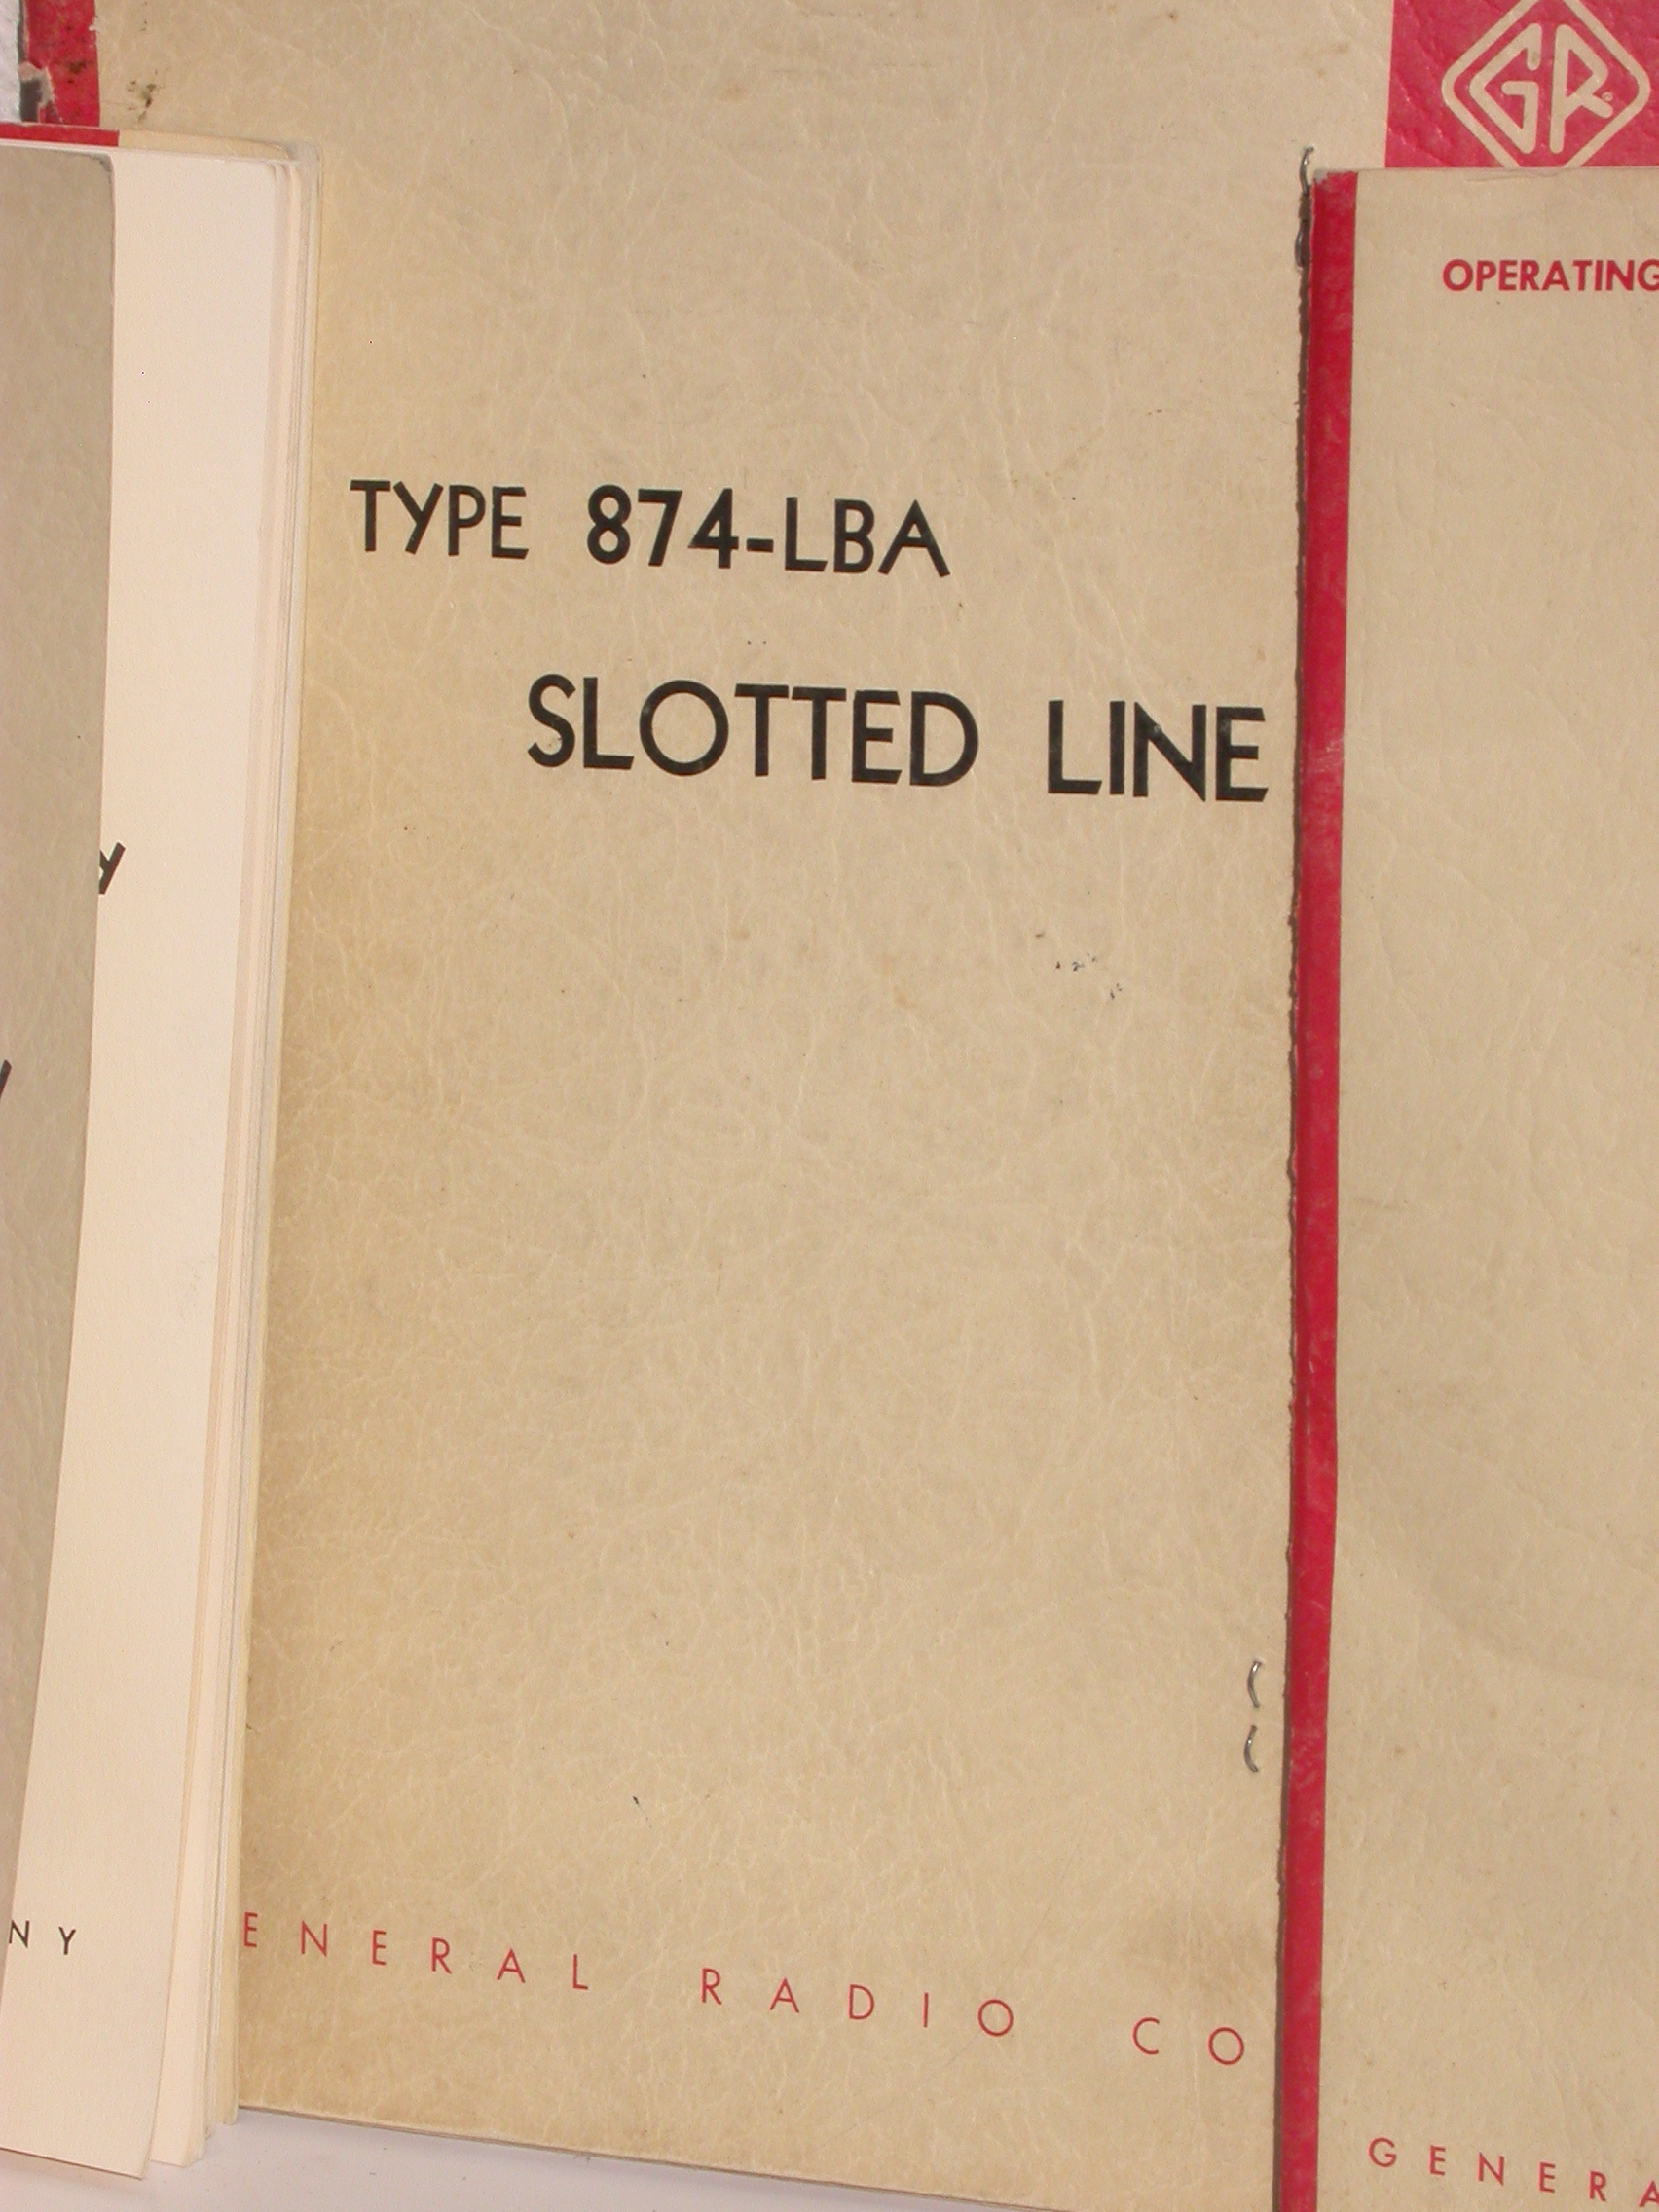 GR
OPERATING
TYPE 874-LBA
SLOTTED LINE
Y
NY
ENERAL RADIO CO
GENERA